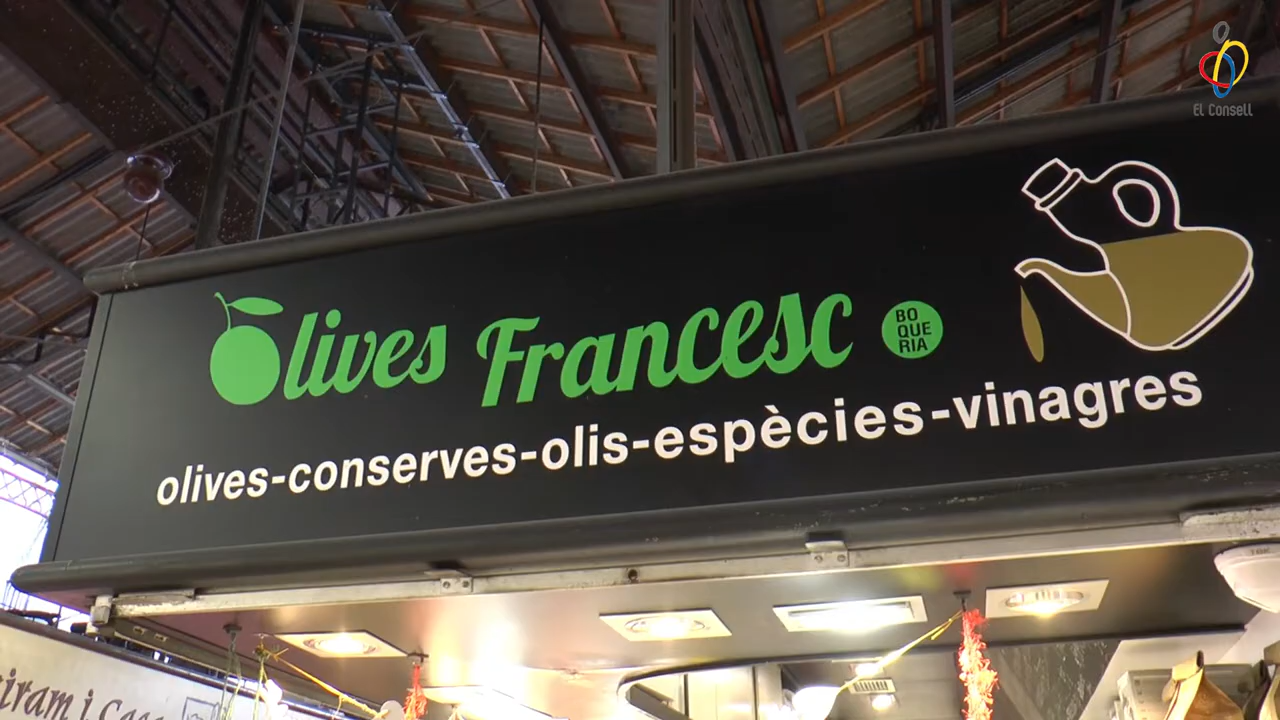 El Consell
Olives Francesc
BO
QUE
RIA
olives-conserves-olis-espècies-vinagres